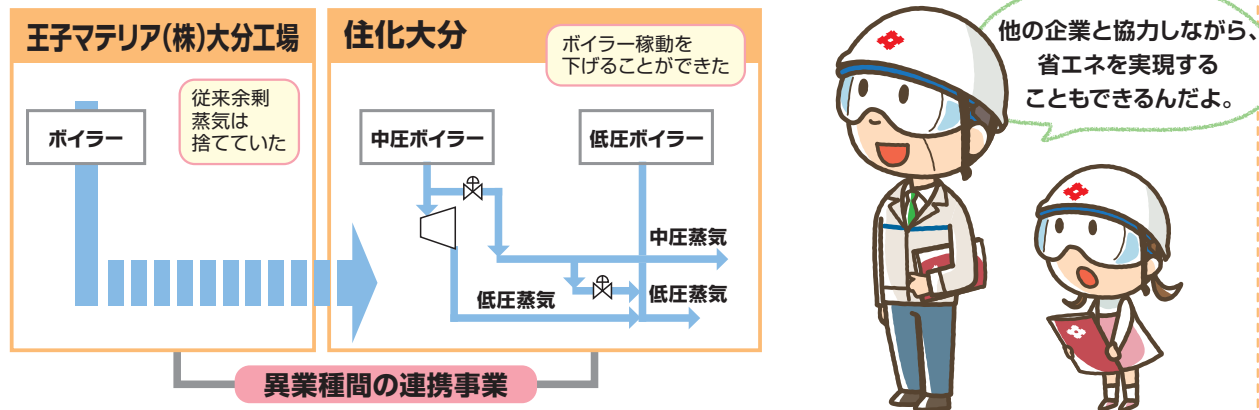 王子マテリア(株)大分工場
ボイラー
従来余剰
蒸気は
捨てていた
住化大分
ボイラー稼動を
下げることができた
中圧ボイラー
低圧ボイラー
中圧蒸気
低圧蒸気
低圧蒸気
異業種間の連携事業
他の企業と協力しながら、
省エネを実現する
こともできるんだよ。